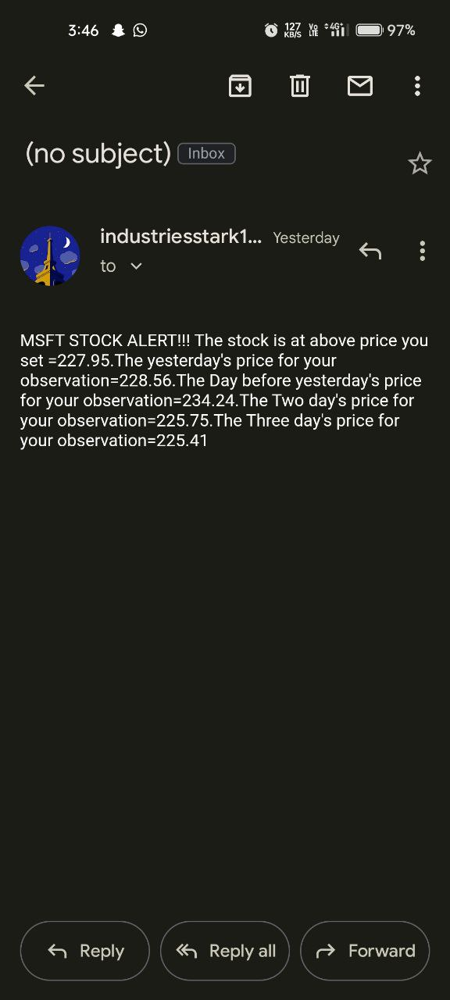 3:46 127 KB/S Vo LTE 4G+ 97%
(no subject) Inbox
industriesstark1... Yesterday
to
MSFT STOCK ALERT!!! The stock is at above price you
set =227.95.The yesterday's price for your
observation=228.56.The Day before yesterday's price
for your observation=234.24.The Two day's price for
your observation=225.75.The Three day's price for
your observation=225.41
Reply Reply all Forward